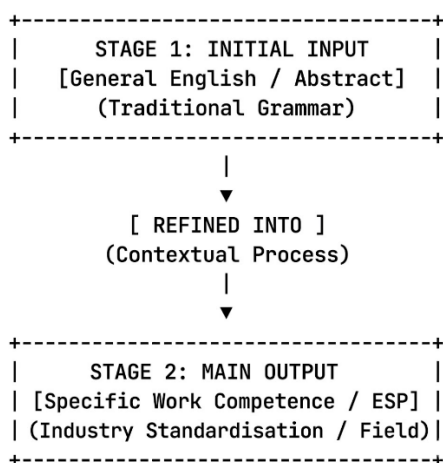 STAGE 1: INITIAL INPUT
[General English / Abstract]
(Traditional Grammar)
[ REFINED INTO ]
(Contextual Process)
STAGE 2: MAIN OUTPUT
[Specific Work Competence / ESP]
(Industry Standardisation / Field)